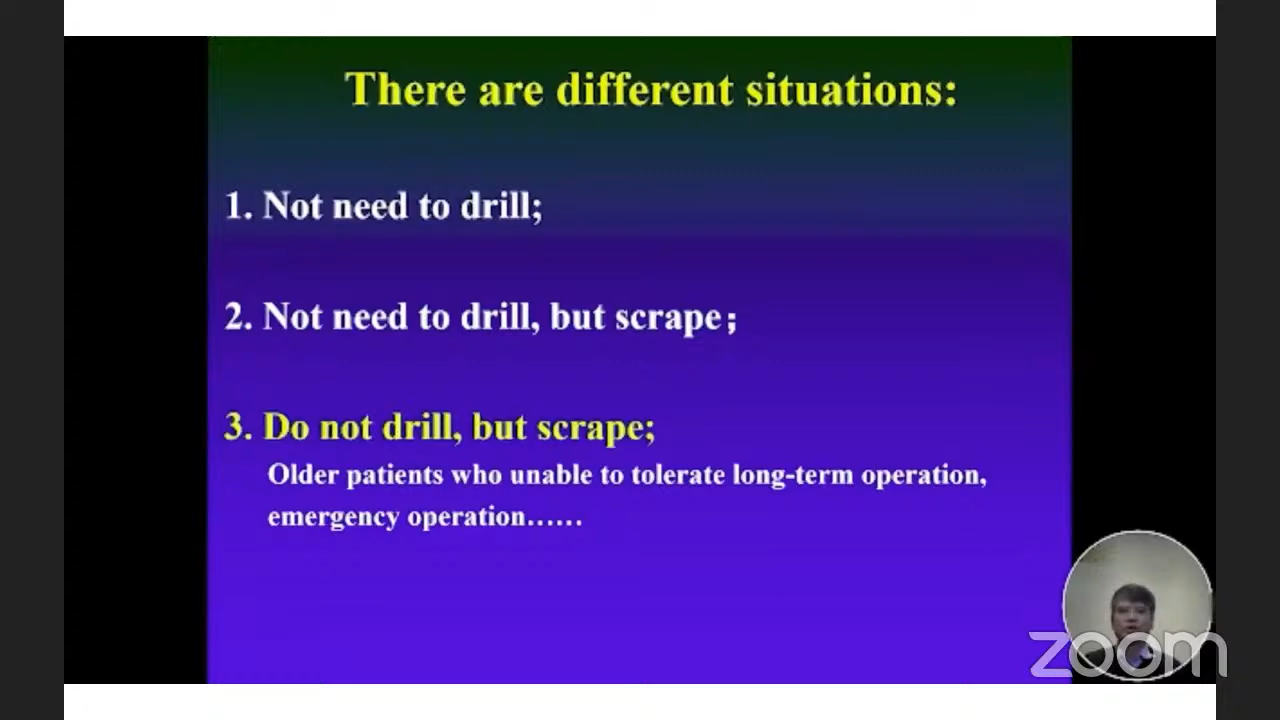 There are different situations:
1. Not need to drill;
2. Not need to drill, but scrape；
3. Do not drill, but scrape;
Older patients who unable to tolerate long-term operation,
emergency operation……
zoom